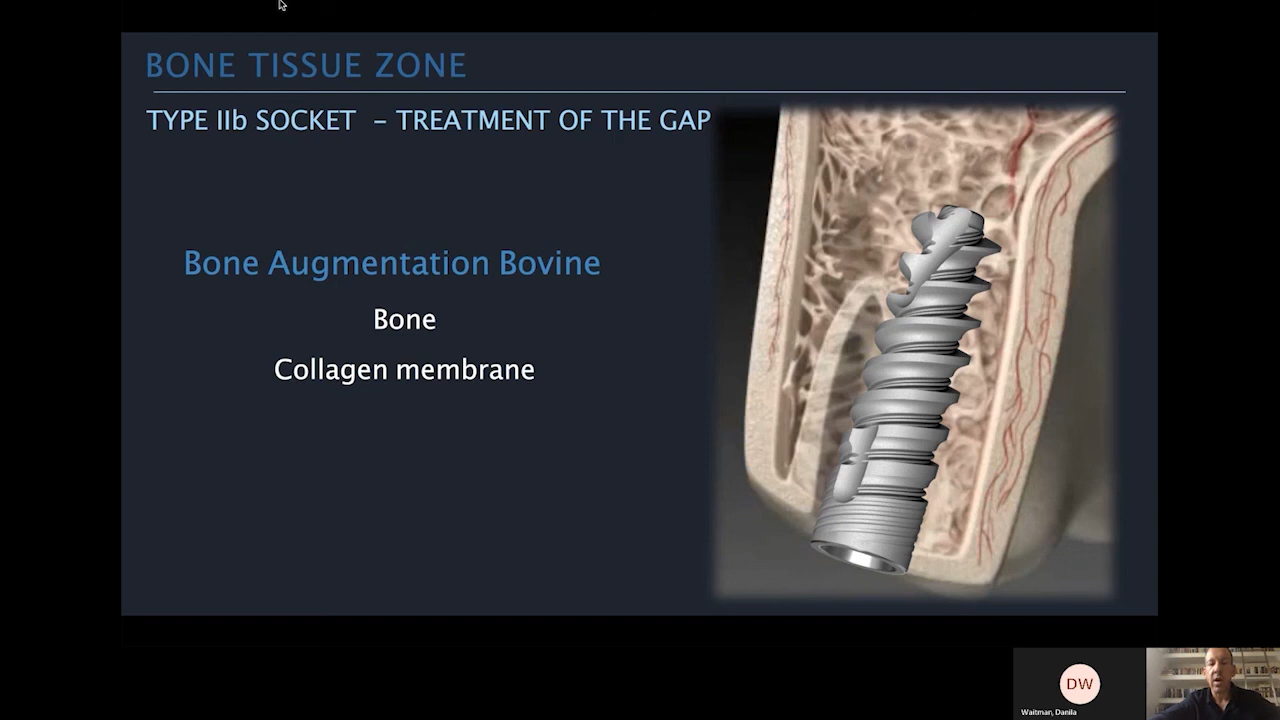 BONE TISSUE ZONE
TYPE IIb SOCKET – TREATMENT OF THE GAP
Bone Augmentation Bovine
Bone
Collagen membrane
DW
Waitman, Danila